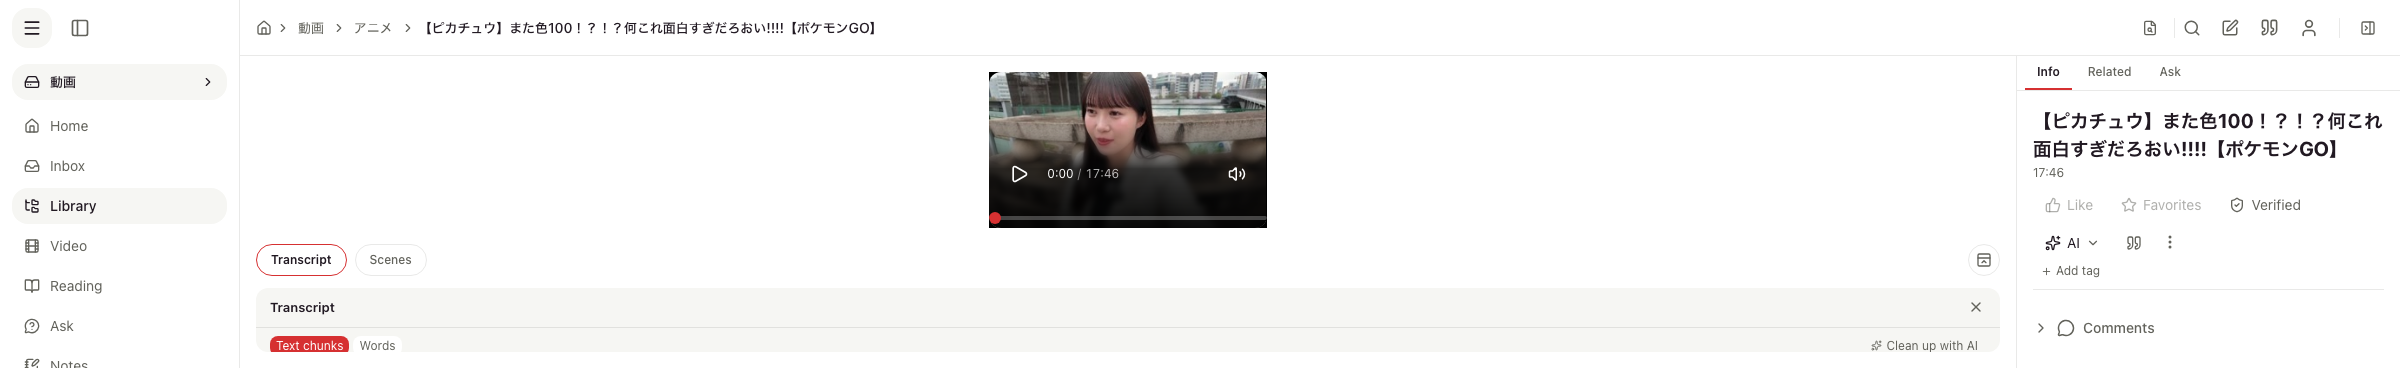 動画
Home
Inbox
Library
Video
Reading
Ask
Notes
動画 アニメ 【ピカチュウ】また色100！？！？何これ面白すぎだろおい!!!!【ポケモンGO】
0:00 / 17:46
Transcript Scenes
Transcript
Text chunks Words Clean up with AI
Info Related Ask
【ピカチュウ】また色100！？！？何これ
面白すぎだろおい!!!!【ポケモンGO】
17:46
Like Favorites Verified
AI
+ Add tag
Comments